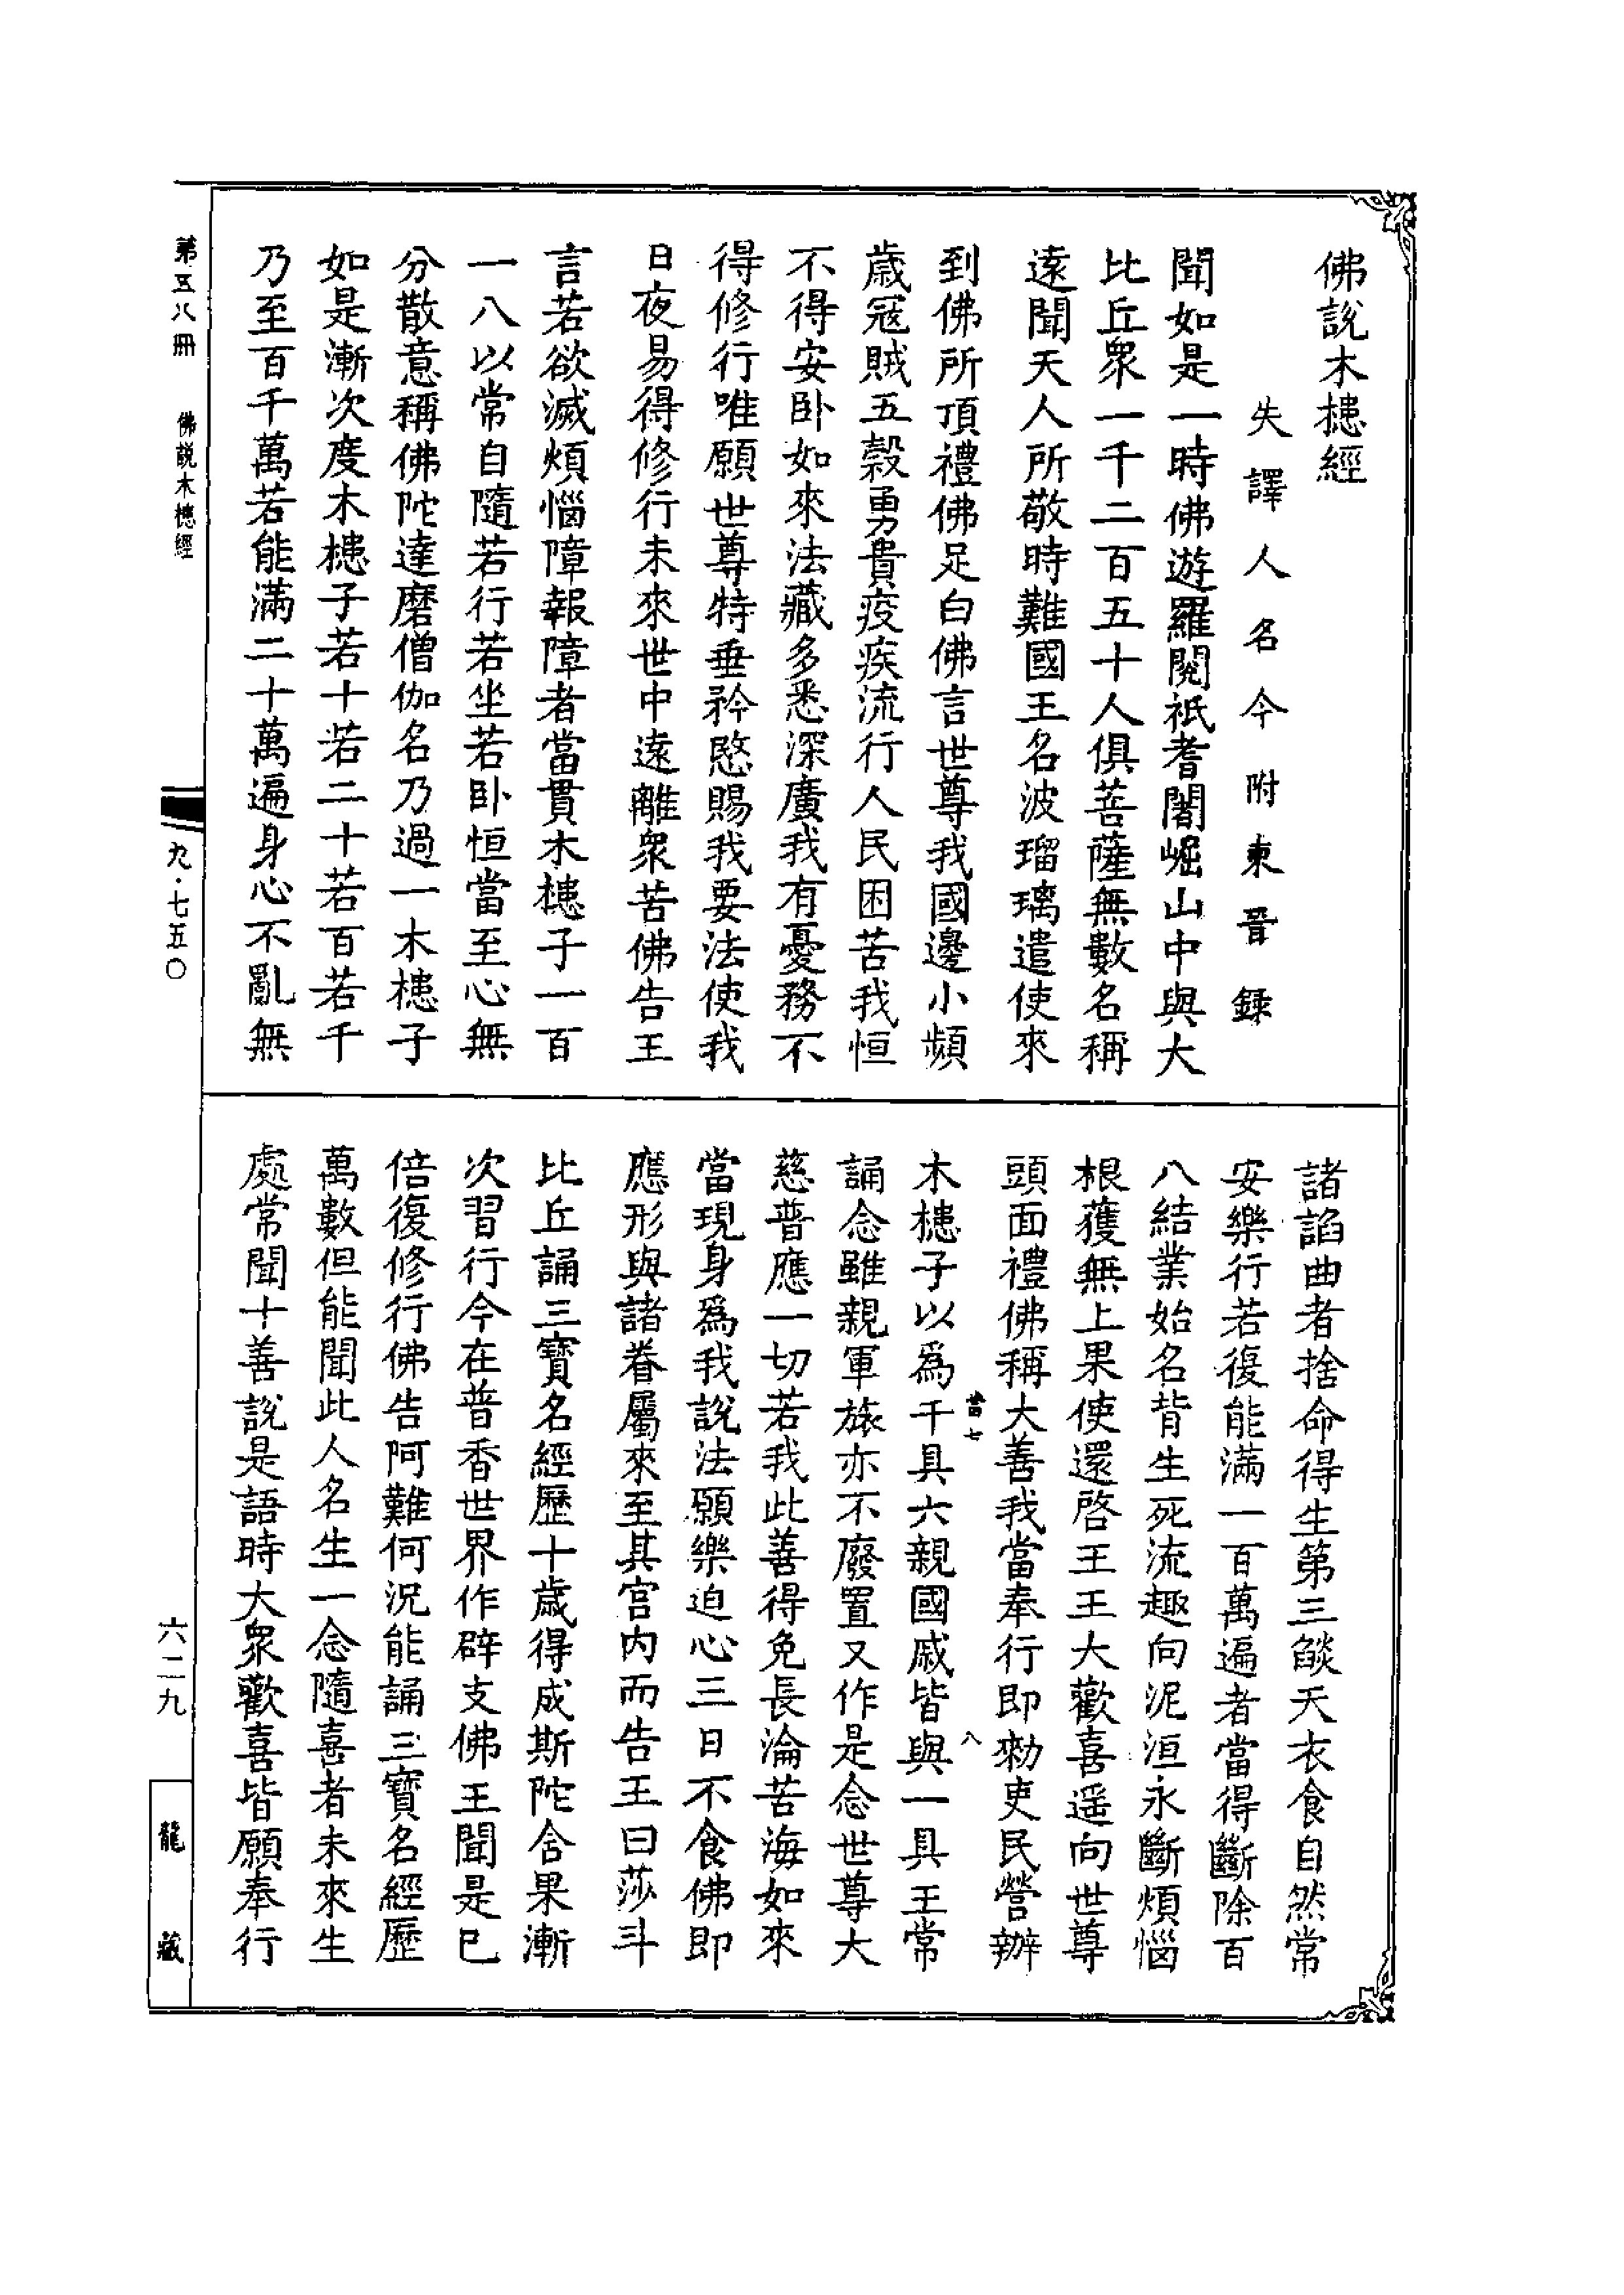 佛說木槵經
失譯人名今附東晉錄
聞如是一時佛遊羅閱祇耆闍崛山中與大
比丘衆一千二百五十人俱菩薩無數名稱
遠聞天人所敬時難國王名波瑠璃遣使來
到佛所頂禮佛足白佛言世尊我國邊小頻
歲寇賊五穀勇貴疫疾流行人民困苦我恒
不得安卧如來法藏多悉深廣我有憂務不
得修行唯願世尊特垂矜愍賜我要法使我
日夜易得修行未來世中遠離衆苦佛告王
言若欲滅煩惱障報障者當貫木槵子一百
一八以常自隨若行若坐若卧恒當至心無
分散意稱佛陀達磨僧伽名乃過一木槵子
如是漸次度木槵子若十若二十若百若千
乃至百千萬若能滿二十萬遍身心不亂無
諸諂曲者捨命得生第三燄天衣食自然常
安樂行若復能滿一百萬遍者當得斷除百
八結業始名背生死流趣向泥洹永斷煩惱
根獲無上果使還啓王王大歡喜遥向世尊
頭面禮佛稱大善我當奉行即勑吏民營辦
當七
八
木槵子以爲千具六親國戚皆與一具王常
誦念雖親軍旅亦不廢置又作是念世尊大
慈普應一切若我此善得免長淪苦海如來
當現身爲我說法願樂迫心三日不食佛即
應形與諸眷屬來至其宫内而告王曰莎斗
比丘誦三寶名經歷十歲得成斯陀含果漸
次習行今在普香世界作辟支佛王聞是已
倍復修行佛告阿難何況能誦三寶名經歷
萬數但能聞此人名生一念隨喜者未來生
處常聞十善說是語時大衆歡喜皆願奉行
第五八冊
佛説木槵經
九·七五〇
六二九
龍藏